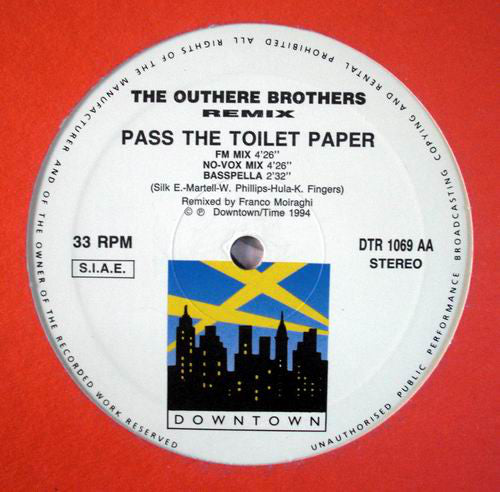 THE OUTHERE BROTHERS
REMIX
PASS THE TOILET PAPER
FM MIX 4'26"
NO-VOX MIX 4'26"
BASSPELLA 2'32"
(Silk E.-Martell-W. Phillips-Hula-K. Fingers)
Remixed by Franco Moiraghi
© ℗ Downtown/Time 1994
33 RPM
DTR 1069 AA
S.I.A.E.
STEREO
DOWNTOWN
ALL RIGHTS OF THE MANUFACTURER AND OF THE OWNER OF THE RECORDED WORK RESERVED
UNAUTHORISED PUBLIC PERFORMANCE BROADCASTING COPYING AND RENTAL PROHIBITED